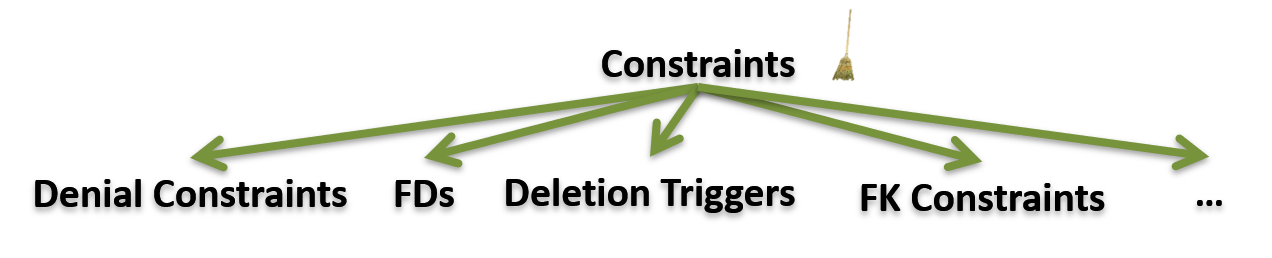 Constraints
Denial Constraints FDs Deletion Triggers FK Constraints ...